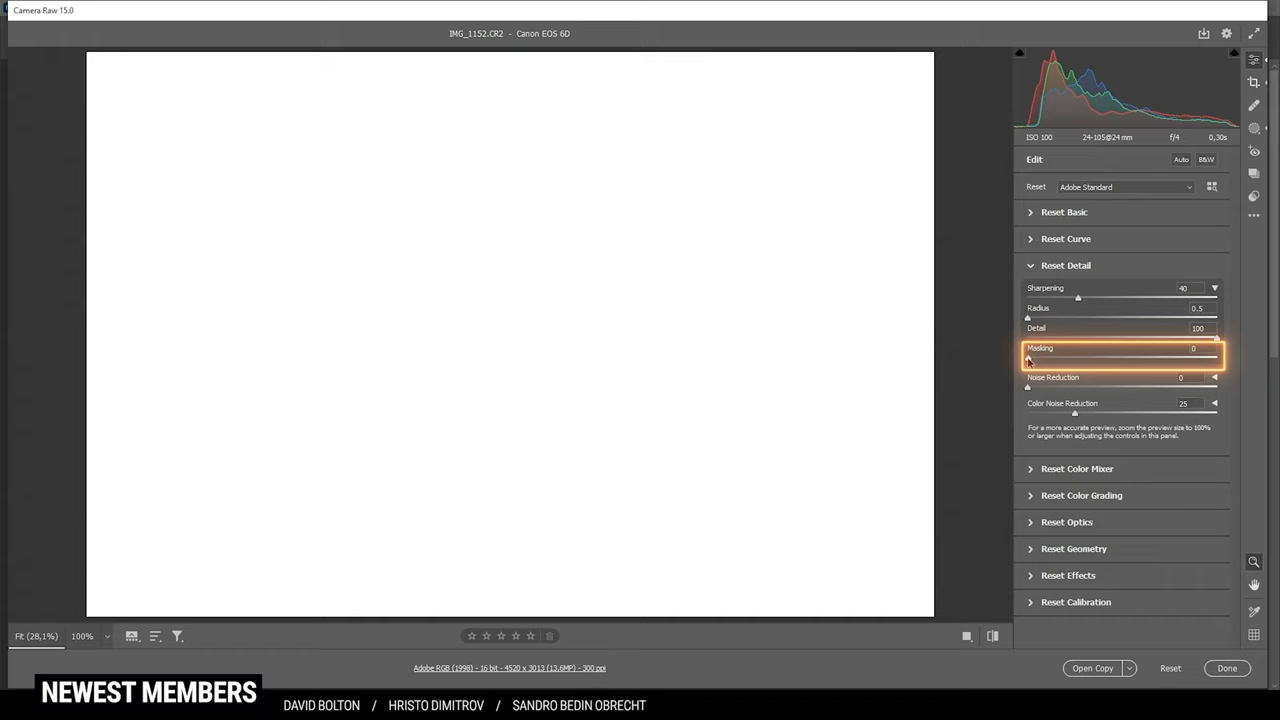 Camera Raw 15.0
IMG_1152.CR2 - Canon EOS 6D
ISO 100 24-105@24 mm f/4 0,30s
Edit Auto B&W
Reset Adobe Standard
Reset Basic
Reset Curve
Reset Detail
Sharpening 40
Radius 0.5
Detail 100
Masking 0
Noise Reduction 0
Color Noise Reduction 25
For a more accurate preview, zoom the preview size to 100%
or larger when adjusting the controls in this panel.
Reset Color Mixer
Reset Color Grading
Reset Optics
Reset Geometry
Reset Effects
Reset Calibration
Fit (28,1%) 100%
Adobe RGB (1998) - 16 bit - 4520 x 3013 (13,6MP) - 300 ppi
Open Copy Reset Done
NEWEST MEMBERS
DAVID BOLTON / HRISTO DIMITROV / SANDRO BEDIN OBRECHT